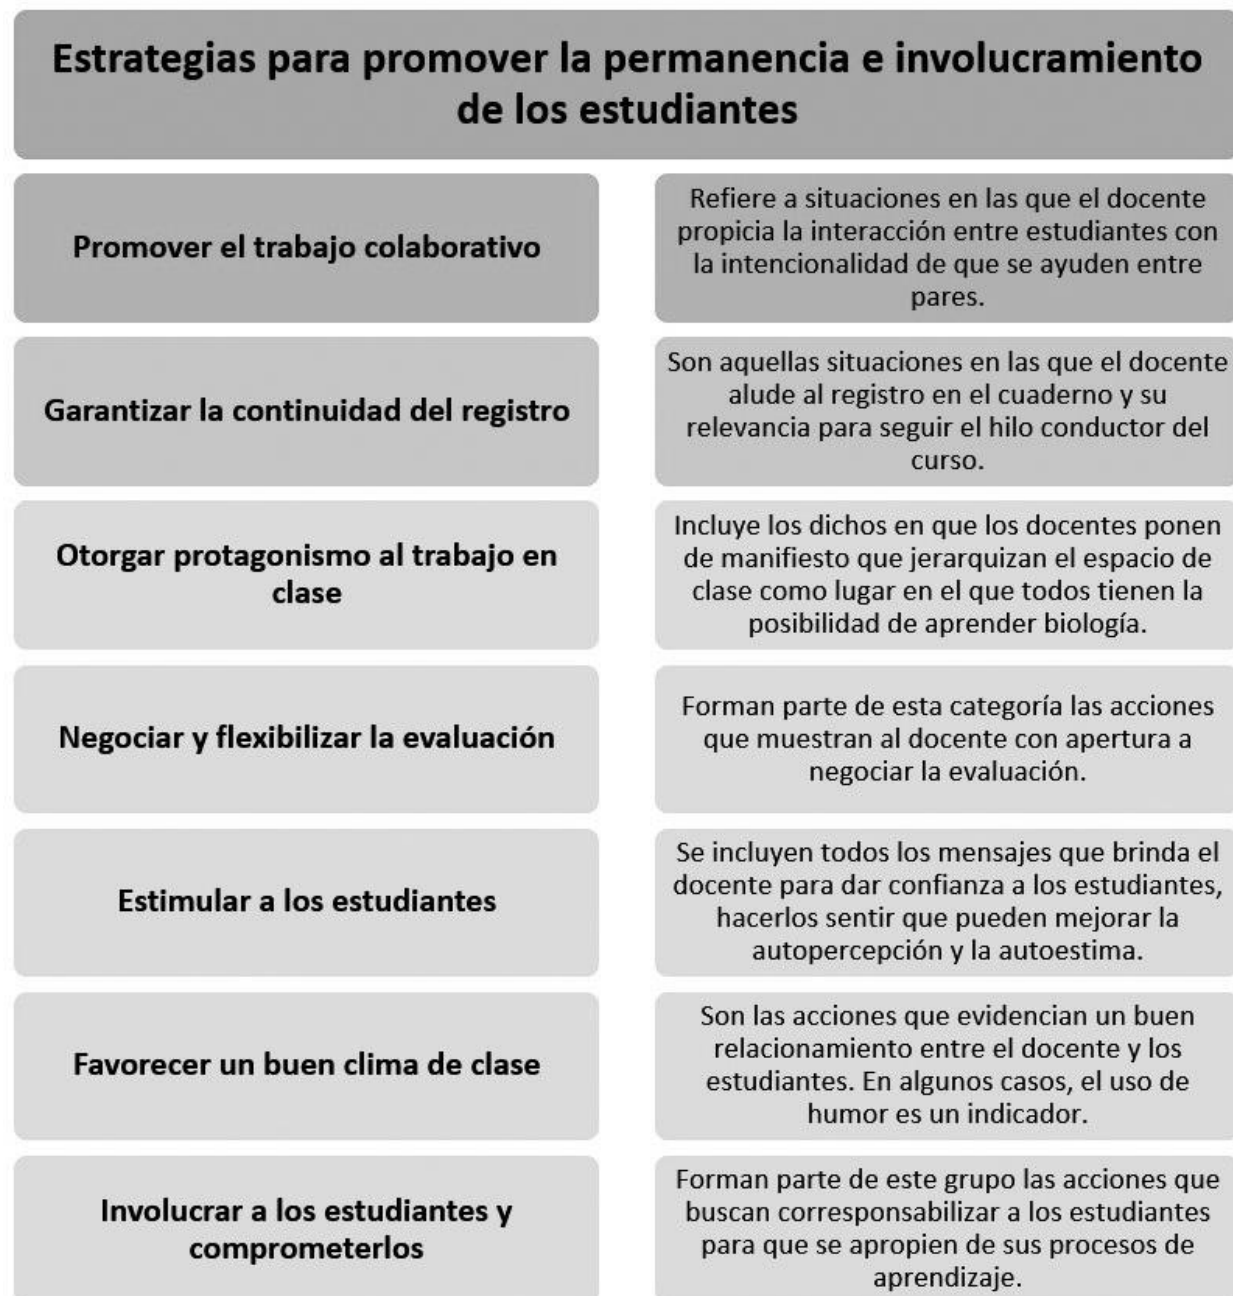 Estrategias para promover la permanencia e involucramiento
de los estudiantes
Promover el trabajo colaborativo
Refiere a situaciones en las que el docente
propicia la interacción entre estudiantes con
la intencionalidad de que se ayuden entre
pares.
Garantizar la continuidad del registro
Son aquellas situaciones en las que el docente
alude al registro en el cuaderno y su
relevancia para seguir el hilo conductor del
curso.
Otorgar protagonismo al trabajo en
clase
Incluye los dichos en que los docentes ponen
de manifiesto que jerarquizan el espacio de
clase como lugar en el que todos tienen la
posibilidad de aprender biología.
Negociar y flexibilizar la evaluación
Forman parte de esta categoría las acciones
que muestran al docente con apertura a
negociar la evaluación.
Estimular a los estudiantes
Se incluyen todos los mensajes que brinda el
docente para dar confianza a los estudiantes,
hacerlos sentir que pueden mejorar la
autopercepción y la autoestima.
Favorecer un buen clima de clase
Son las acciones que evidencian un buen
relacionamiento entre el docente y los
estudiantes. En algunos casos, el uso de
humor es un indicador.
Involucrar a los estudiantes y
comprometerlos
Forman parte de este grupo las acciones que
buscan corresponsabilizar a los estudiantes
para que se apropien de sus procesos de
aprendizaje.